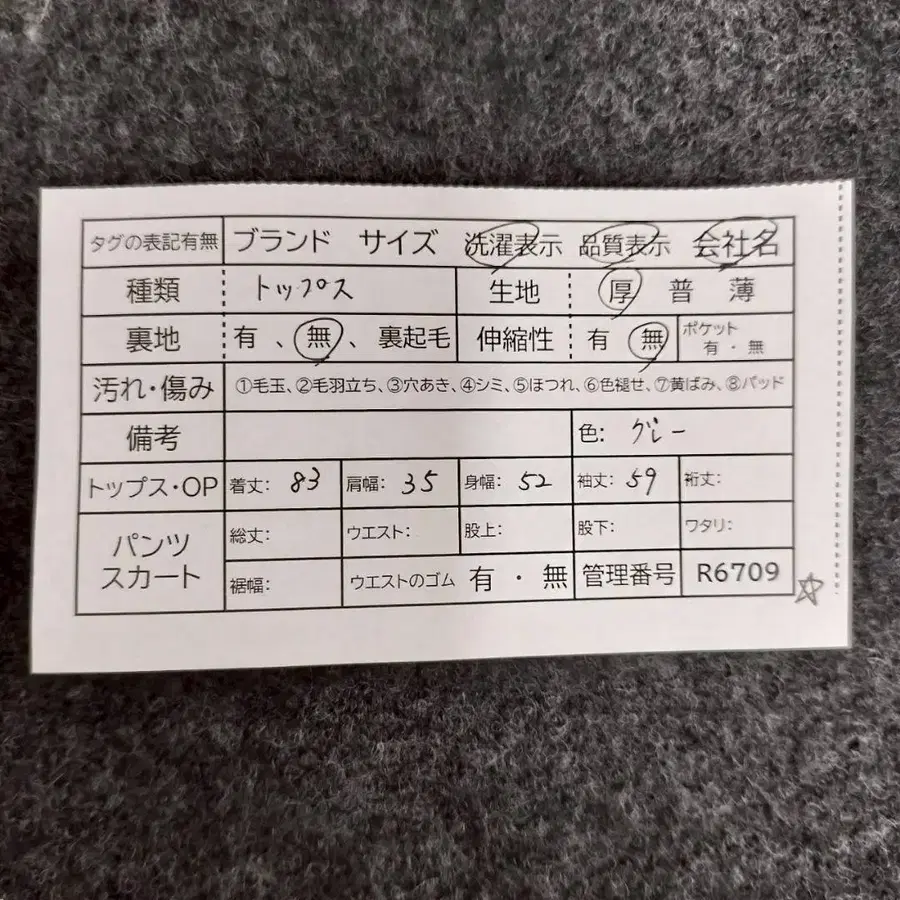 タグの表記有無 ブランド サイズ 洗濯表示 品質表示 会社名
種類 トップス 生地 厚 普 薄
裏地 有 、 無 、 裏起毛 伸縮性 有 無 ポケット 有 ・ 無
汚れ・傷み ①毛玉、②毛羽立ち、③穴あき、④シミ、⑤ほつれ、⑥色褪せ、⑦黄ばみ、⑧パッド
備考 色: グレー
トップス・OP 着丈: 83 肩幅: 35 身幅: 52 袖丈: 59 裄丈:
パンツ スカート 総丈: ウエスト: 股上: 股下: ワタリ:
裾幅: ウエストのゴム 有 ・ 無 管理番号 R6709